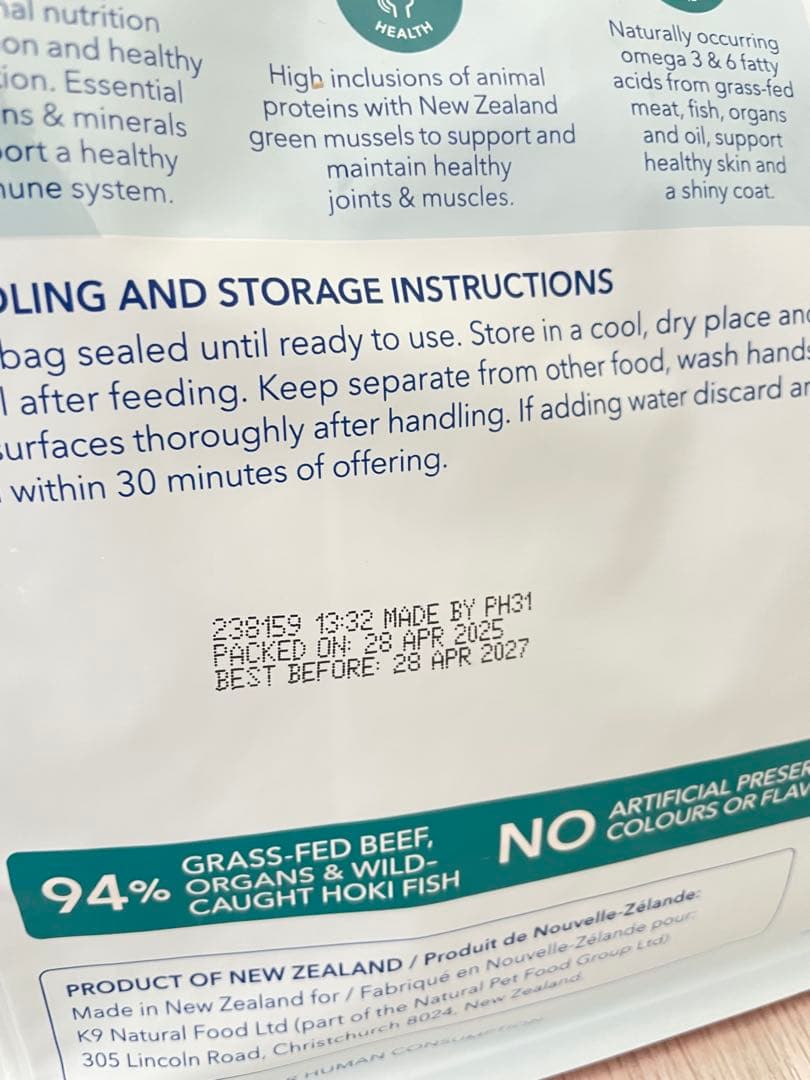 nal nutrition
on and healthy
ion. Essential
ns & minerals
ort a healthy
une system.
HEALTH
High inclusions of animal
proteins with New Zealand
green mussels to support and
maintain healthy
joints & muscles.
Naturally occurring
omega 3 & 6 fatty
acids from grass-fed
meat, fish, organs
and oil, support
healthy skin and
a shiny coat.
LING AND STORAGE INSTRUCTIONS
bag sealed until ready to use. Store in a cool, dry place and
l after feeding. Keep separate from other food, wash hands
surfaces thoroughly after handling. If adding water discard an
within 30 minutes of offering.
238159 13:32 MADE BY PH31
PACKED ON: 28 APR 2025
BEST BEFORE: 28 APR 2027
94% GRASS-FED BEEF,
ORGANS & WILD-
CAUGHT HOKI FISH
NO ARTIFICIAL PRESER
COLOURS OR FLAV
PRODUCT OF NEW ZEALAND / Produit de Nouvelle-Zélande:
Made in New Zealand for / Fabriqué en Nouvelle-Zélande pour:
K9 Natural Food Ltd (part of the Natural Pet Food Group Ltd)
305 Lincoln Road, Christchurch 8024, New Zealand.
HUMAN CONSUMPTION